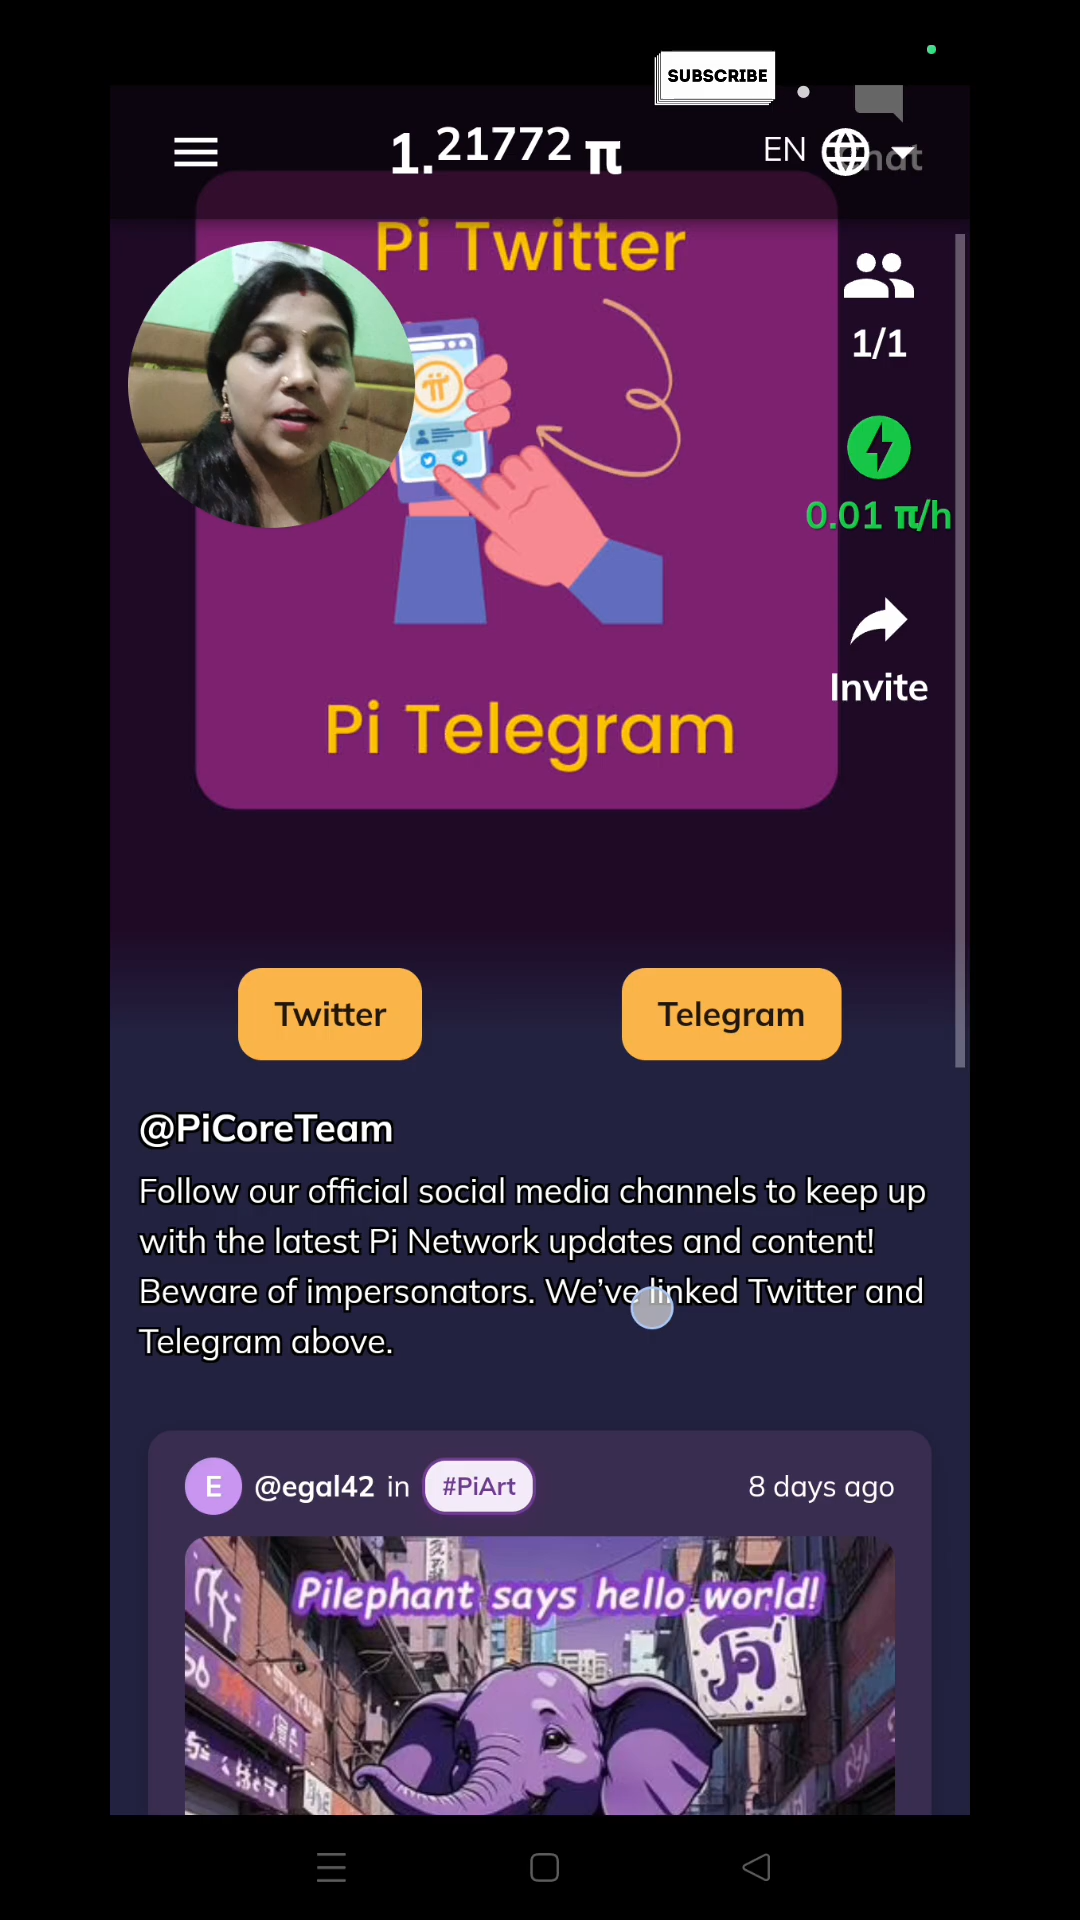 SUBSCRIBE
1.21772 π
EN
Chat
Pi Twitter
1/1
0.01 π/h
Invite
Pi Telegram
Twitter
Telegram
@PiCoreTeam
Follow our official social media channels to keep up
with the latest Pi Network updates and content!
Beware of impersonators. We’ve linked Twitter and
Telegram above.
E
@egal42 in #PiArt
8 days ago
Pilephant says hello world!